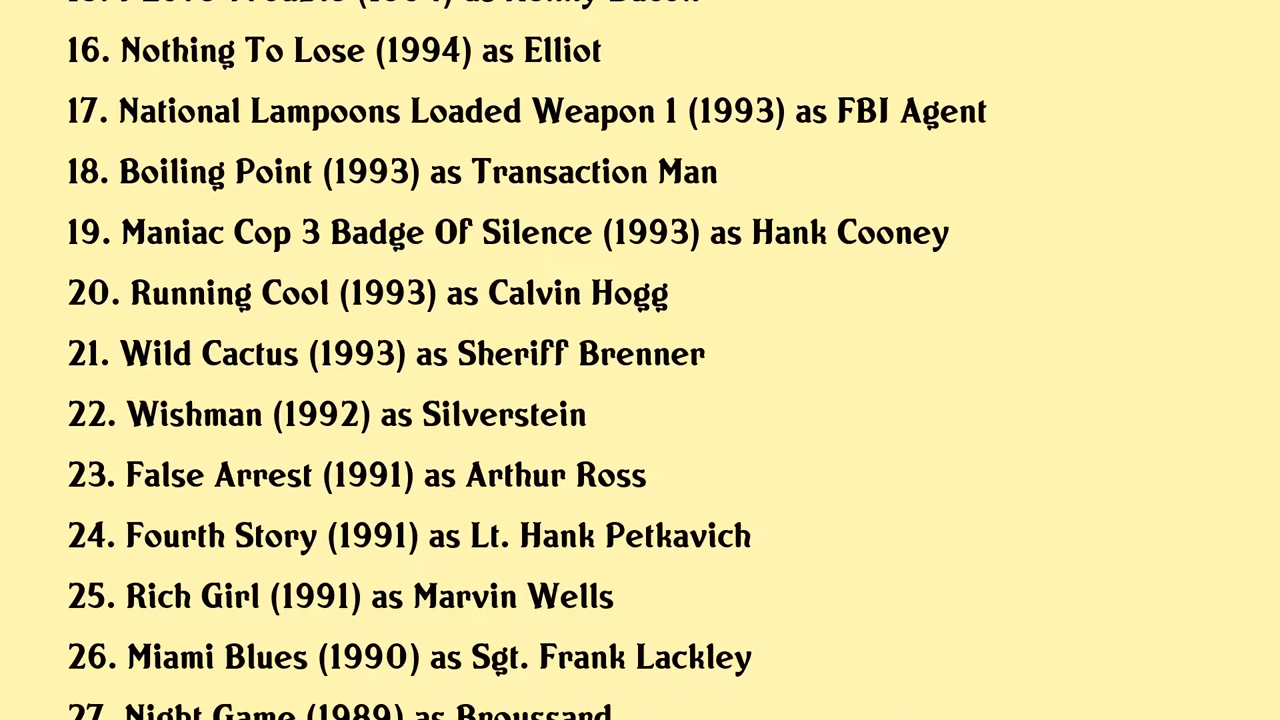 16. Nothing To Lose (1994) as Elliot
17. National Lampoons Loaded Weapon 1 (1993) as FBI Agent
18. Boiling Point (1993) as Transaction Man
19. Maniac Cop 3 Badge Of Silence (1993) as Hank Cooney
20. Running Cool (1993) as Calvin Hogg
21. Wild Cactus (1993) as Sheriff Brenner
22. Wishman (1992) as Silverstein
23. False Arrest (1991) as Arthur Ross
24. Fourth Story (1991) as Lt. Hank Petkavich
25. Rich Girl (1991) as Marvin Wells
26. Miami Blues (1990) as Sgt. Frank Lackley
27. Night Game (1989) as Broussard